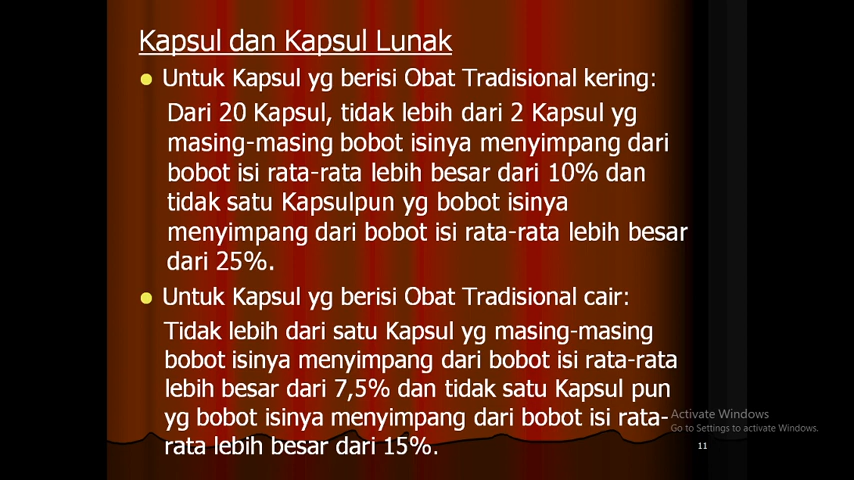 Kapsul dan Kapsul Lunak
● Untuk Kapsul yg berisi Obat Tradisional kering:
Dari 20 Kapsul, tidak lebih dari 2 Kapsul yg
masing-masing bobot isinya menyimpang dari
bobot isi rata-rata lebih besar dari 10% dan
tidak satu Kapsulpun yg bobot isinya
menyimpang dari bobot isi rata-rata lebih besar
dari 25%.
● Untuk Kapsul yg berisi Obat Tradisional cair:
Tidak lebih dari satu Kapsul yg masing-masing
bobot isinya menyimpang dari bobot isi rata-rata
lebih besar dari 7,5% dan tidak satu Kapsul pun
yg bobot isinya menyimpang dari bobot isi rata-
rata lebih besar dari 15%.
Activate Windows
Go to Settings to activate Windows.
11